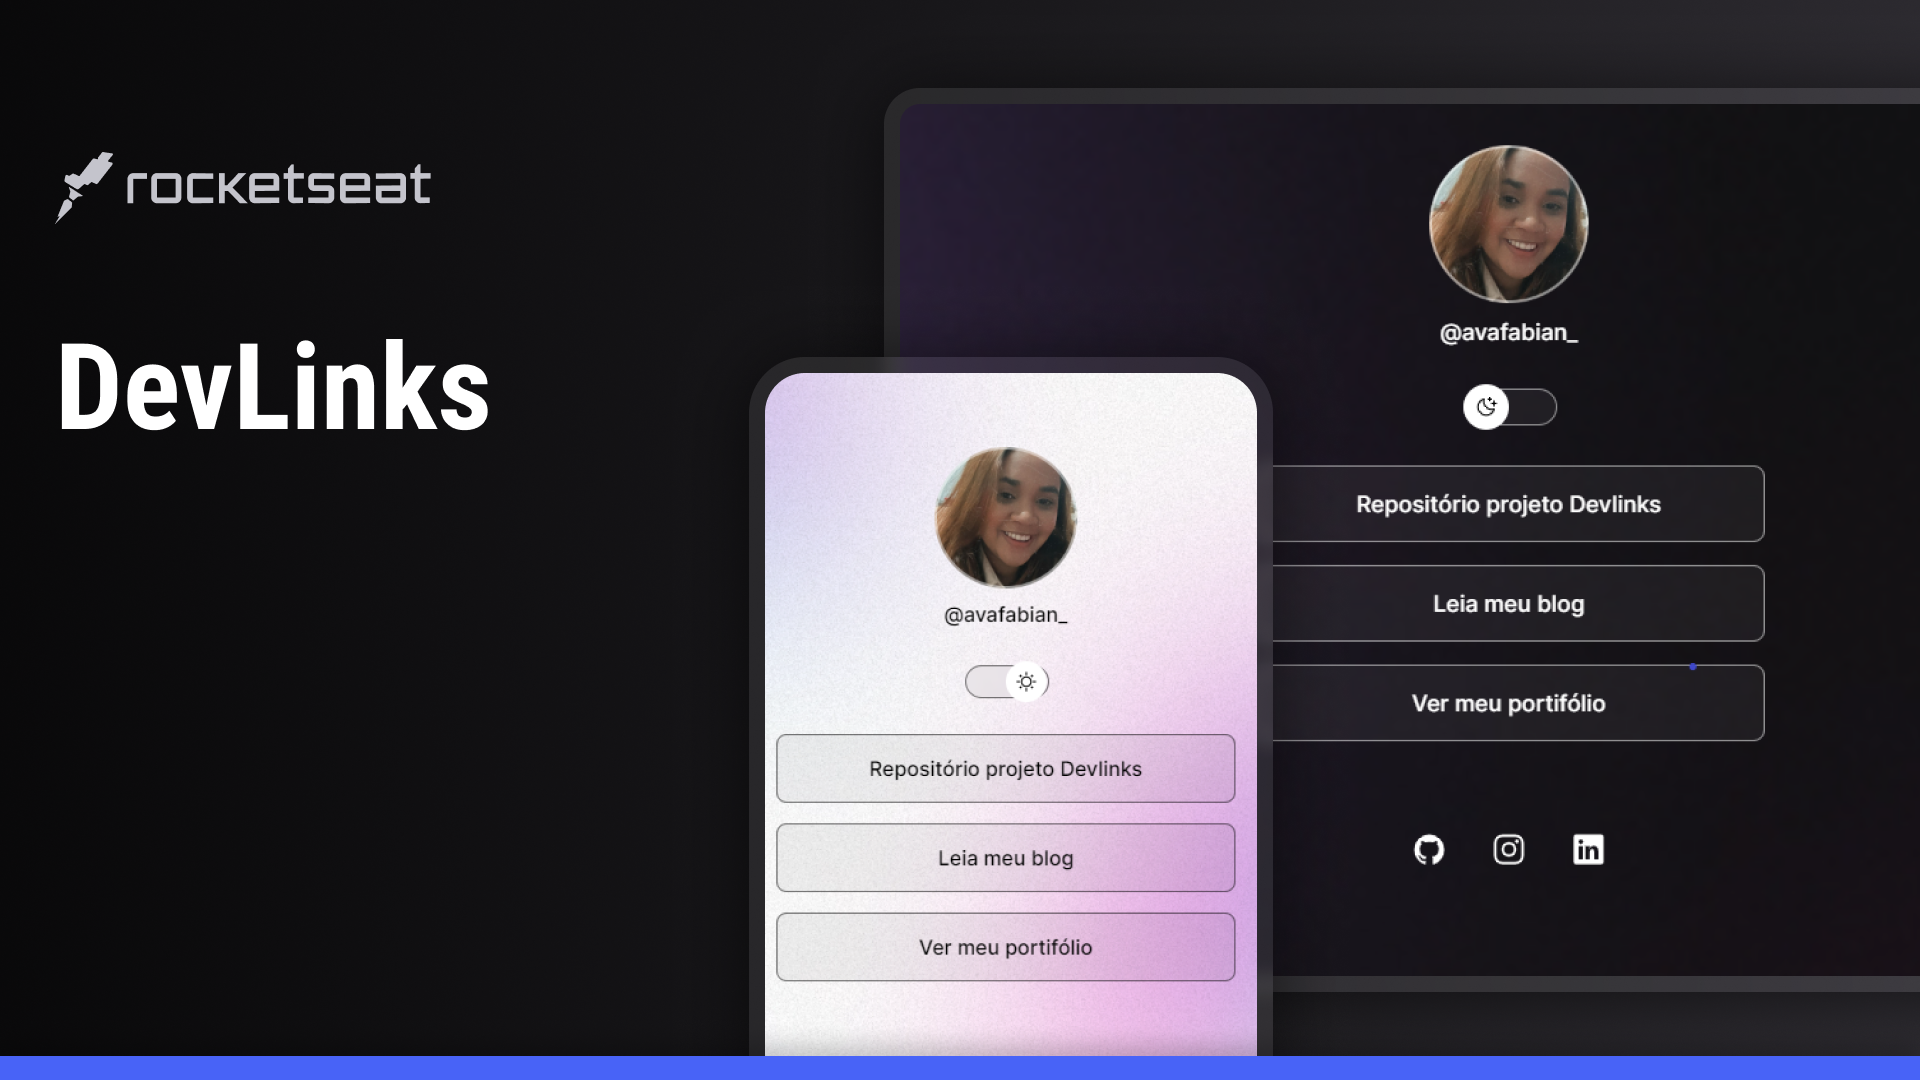 rocketseat
DevLinks
@avafabian_
Repositório projeto Devlinks
Leia meu blog
Ver meu portifólio
@avafabian_
Repositório projeto Devlinks
Leia meu blog
Ver meu portifólio
in